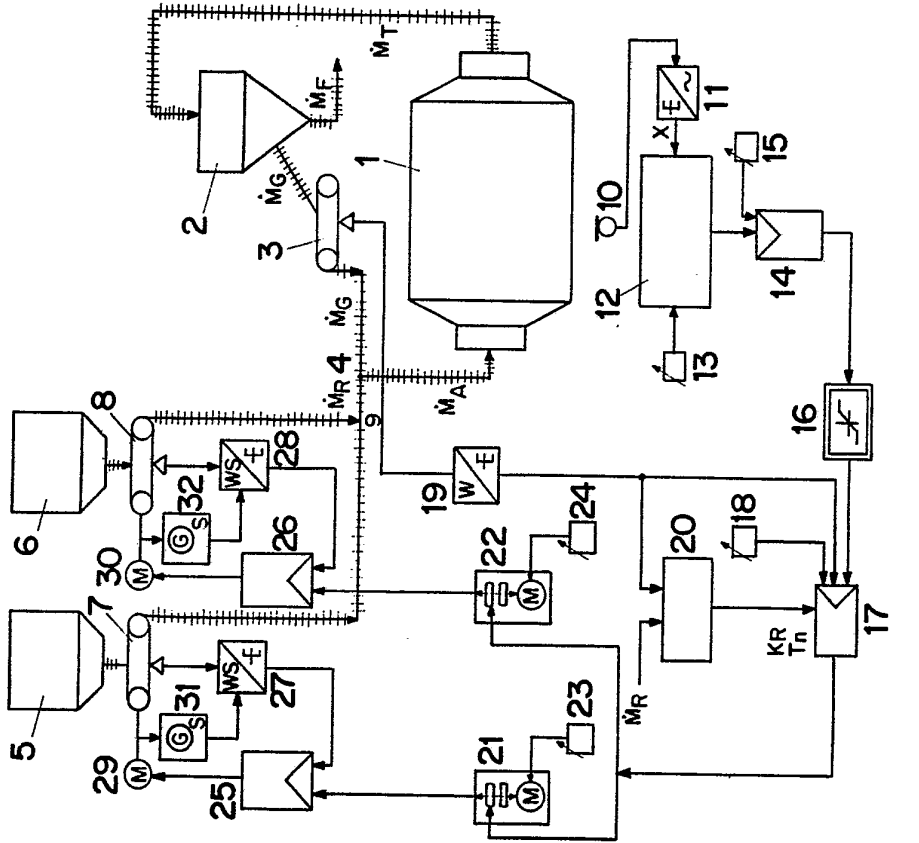 5
6
29
7
30
8
M
M
G
S
31
G
S
32
2
25
WS
E
27
26
WS
E
28
3
ṀG
ṀF
ṀR
4
ṀG
9
1
ṀT
ṀA
19
W
E
21
22
M
M
23
24
10
12
11
X
E
~
13
ṀR
20
18
14
15
KR
Tn
16
17